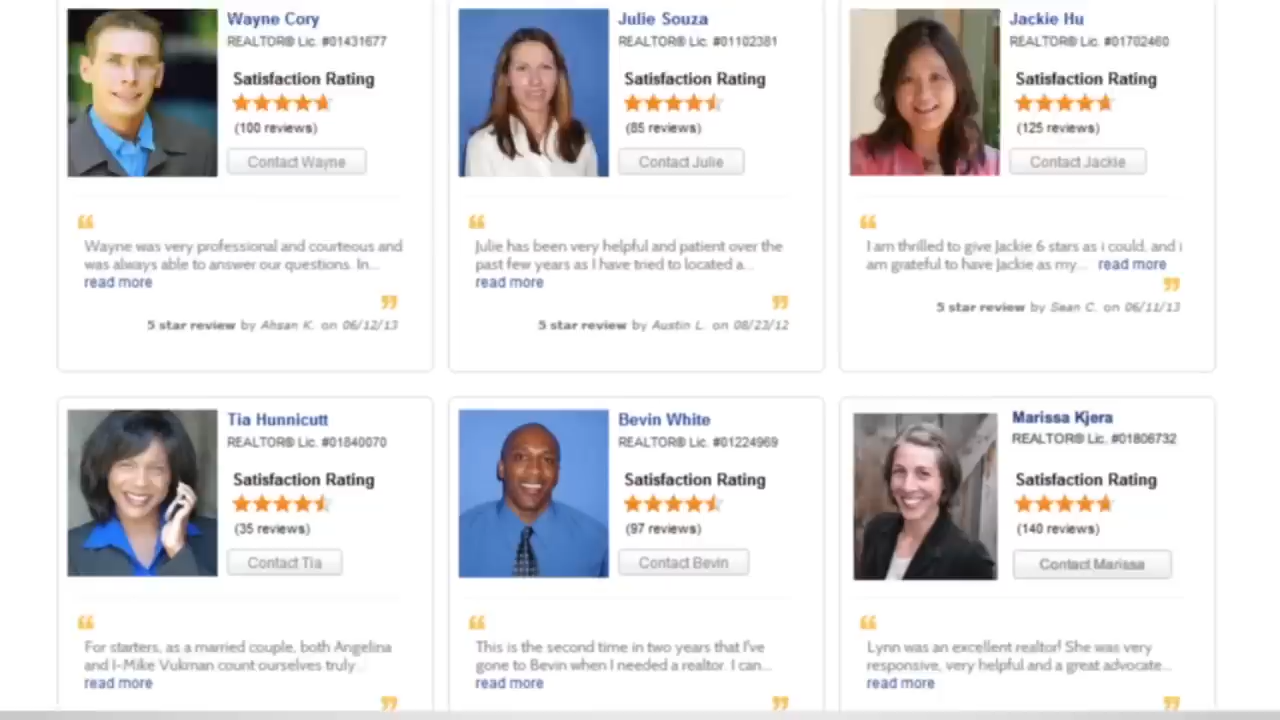 Wayne Cory
REALTOR® Lic. #01431677
Satisfaction Rating
(100 reviews)
Contact Wayne
“
Wayne was very professional and courteous and
was always able to answer our questions. In...
read more
”
5 star review by Ahsan K. on 06/12/13
Julie Souza
REALTOR® Lic. #01102381
Satisfaction Rating
(85 reviews)
Contact Julie
“
Julie has been very helpful and patient over the
past few years as I have tried to located a...
read more
”
5 star review by Austin L. on 08/23/12
Jackie Hu
REALTOR® Lic. #01702460
Satisfaction Rating
(125 reviews)
Contact Jackie
“
I am thrilled to give Jackie 6 stars as i could, and i
am grateful to have Jackie as my... read more
”
5 star review by Sean C. on 06/11/13
Tia Hunnicutt
REALTOR® Lic. #01840070
Satisfaction Rating
(35 reviews)
Contact Tia
“
For starters, as a married couple, both Angelina
and I-Mike Vukman count ourselves truly
read more
”
Bevin White
REALTOR® Lic. #01224969
Satisfaction Rating
(97 reviews)
Contact Bevin
“
This is the second time in two years that I've
gone to Bevin when I needed a realtor. I can...
read more
”
Marissa Kjera
REALTOR® Lic. #01806732
Satisfaction Rating
(140 reviews)
Contact Marissa
“
Lynn was an excellent realtor! She was very
responsive, very helpful and a great advocate...
read more
”